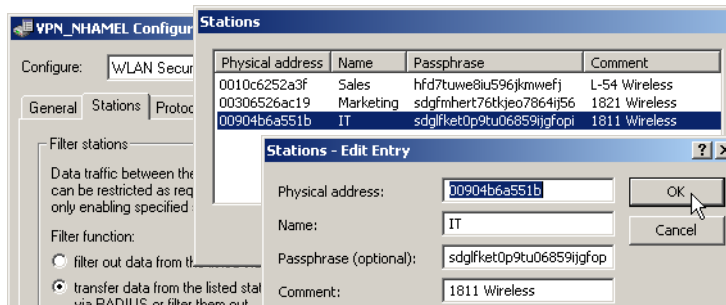 VPN_NHAMEL Configur
Configure: WLAN Secur
General Stations Protoc
Filter stations
Data traffic between the
can be restricted as req
only enabling specified
Filter function:
filter out data from the
transfer data from the listed stat
via RADIUS or filter them out
Stations
Physical address Name Passphrase Comment
0010c6252a3f Sales hfd7tuwe8iu596jkmwefj L-54 Wireless
00306526ac19 Marketing sdgfmhert76tkjeo7864ij56 1821 Wireless
00904b6a551b IT sdglfket0p9tu06859ijgfopi 1811 Wireless
Stations - Edit Entry
Physical address: 00904b6a551b OK
Name: IT Cancel
Passphrase (optional): sdglfket0p9tu06859ijgfop
Comment: 1811 Wireless